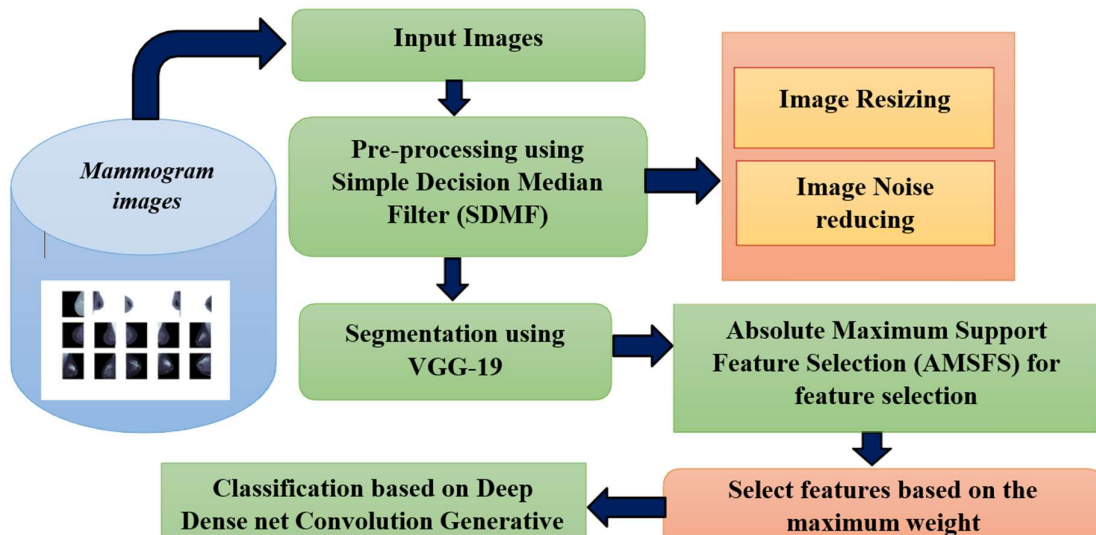 Input Images
Mammogram
images
Pre-processing using
Simple Decision Median
Filter (SDMF)
Image Resizing
Image Noise
reducing
Segmentation using
VGG-19
Absolute Maximum Support
Feature Selection (AMSFS) for
feature selection
Select features based on the
maximum weight
Classification based on Deep
Dense net Convolution Generative